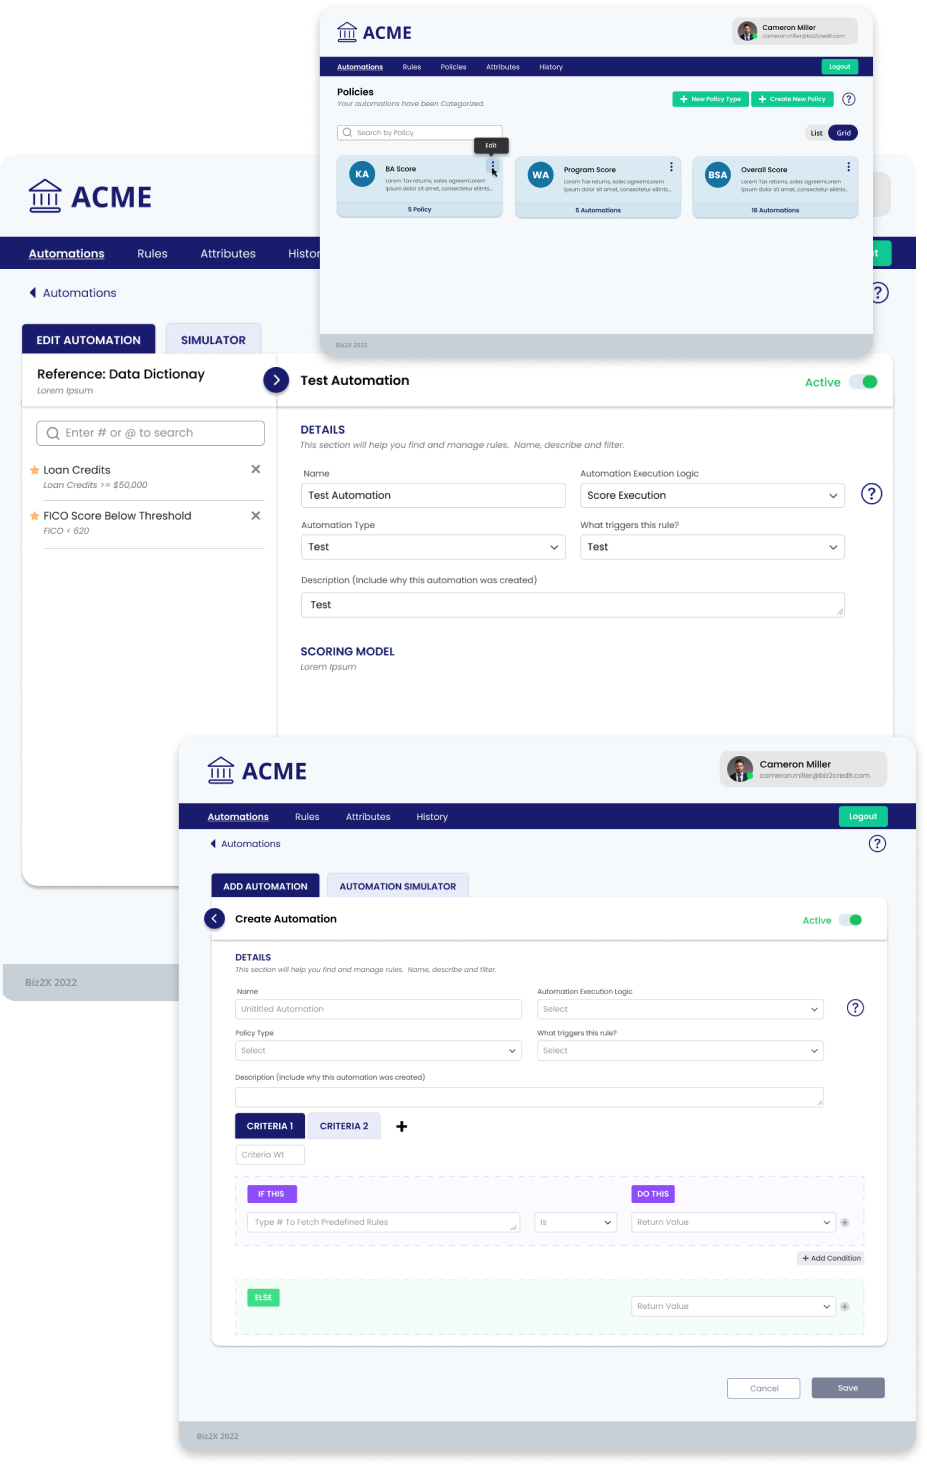 ACME
Cameron Miller
cameron.miller@biz2credit.com
Automations Rules Policies Attributes History Logout
Policies
Your automations have been Categorized.
+ New Policy Type + Create New Policy ?
Search by Policy
List Grid
Edit
KA BA Score
Lorem Tax returns, sales agreemLorem
ipsum dolor sit amet, consectetur elitnts...
5 Policy
WA Program Score
Lorem Tax returns, sales agreemLorem
ipsum dolor sit amet, consectetur elitnts...
5 Automations
BSA Overall Score
Lorem Tax returns, sales agreemLorem
ipsum dolor sit amet, consectetur elitnts...
16 Automations
Biz2X 2022
ACME
Automations Rules Attributes Histor t
Automations ?
EDIT AUTOMATION SIMULATOR
Reference: Data Dictionay
Lorem Ipsum
Enter # or @ to search
Loan Credits
Loan Credits >= $50,000
FICO Score Below Threshold
FICO < 620
Test Automation Active
DETAILS
This section will help you find and manage rules. Name, describe and filter.
Name Automation Execution Logic
Test Automation Score Execution ?
Automation Type What triggers this rule?
Test Test
Description (Include why this automation was created)
Test
SCORING MODEL
Lorem Ipsum
Biz2X 2022
ACME
Cameron Miller
cameron.miller@biz2credit.com
Automations Rules Attributes History Logout
Automations ?
ADD AUTOMATION AUTOMATION SIMULATOR
Create Automation Active
DETAILS
This section will help you find and manage rules. Name, describe and filter.
Name Automation Execution Logic
Unititled Automation Select ?
Policy Type What triggers this rule?
Select Select
Description (Include why this automation was created)
CRITERIA 1 CRITERIA 2 +
Criteria Wt
IF THIS DO THIS
Type # To Fetch Predefined Rules Is Return Value +
+ Add Condition
ELSE
Return Value +
Cancel Save
Biz2X 2022